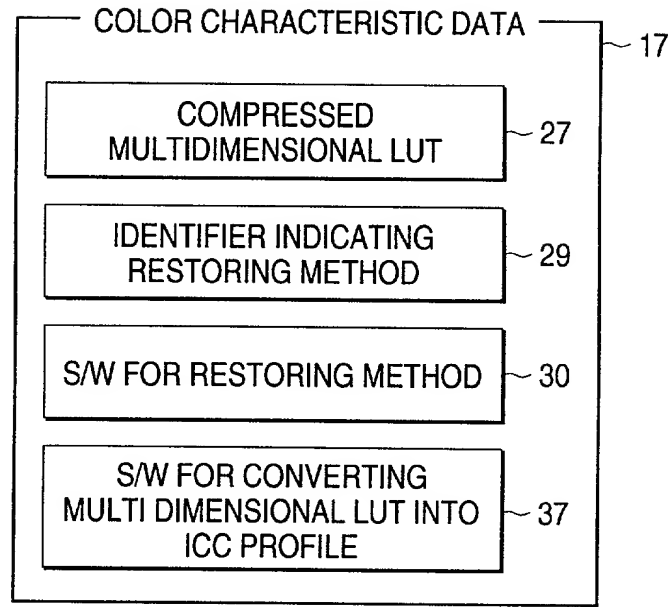 COLOR CHARACTERISTIC DATA
17
COMPRESSED
MULTIDIMENSIONAL LUT
27
IDENTIFIER INDICATING
RESTORING METHOD
29
S/W FOR RESTORING METHOD
30
S/W FOR CONVERTING
MULTI DIMENSIONAL LUT INTO
ICC PROFILE
37